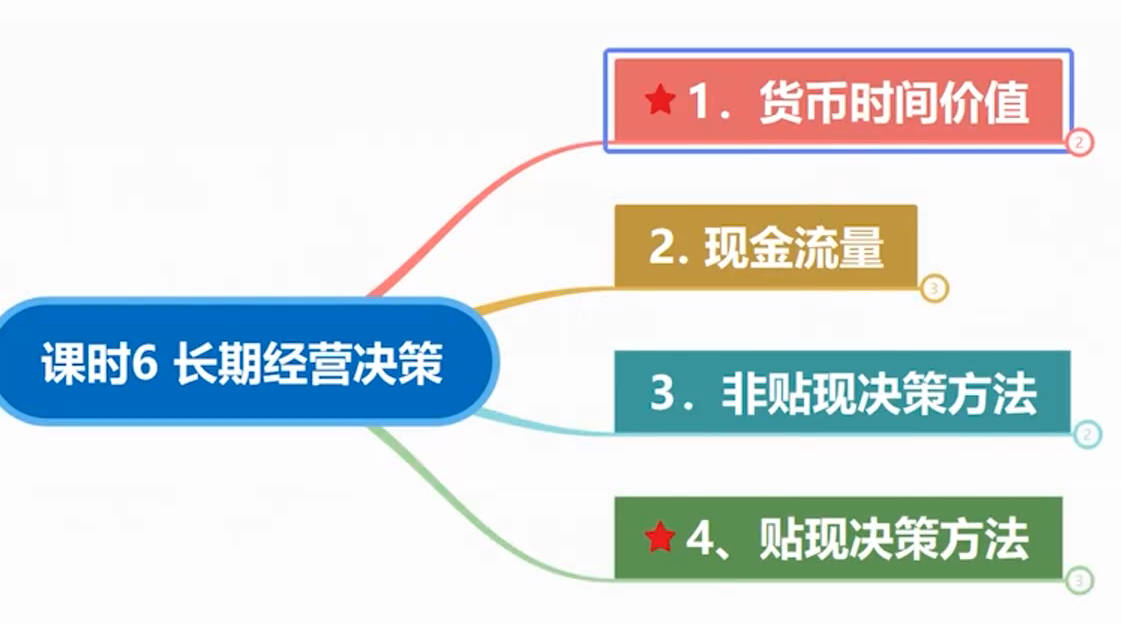 ★1. 货币时间价值
2
2. 现金流量
3
课时6 长期经营决策
3. 非贴现决策方法
2
★4、贴现决策方法
3